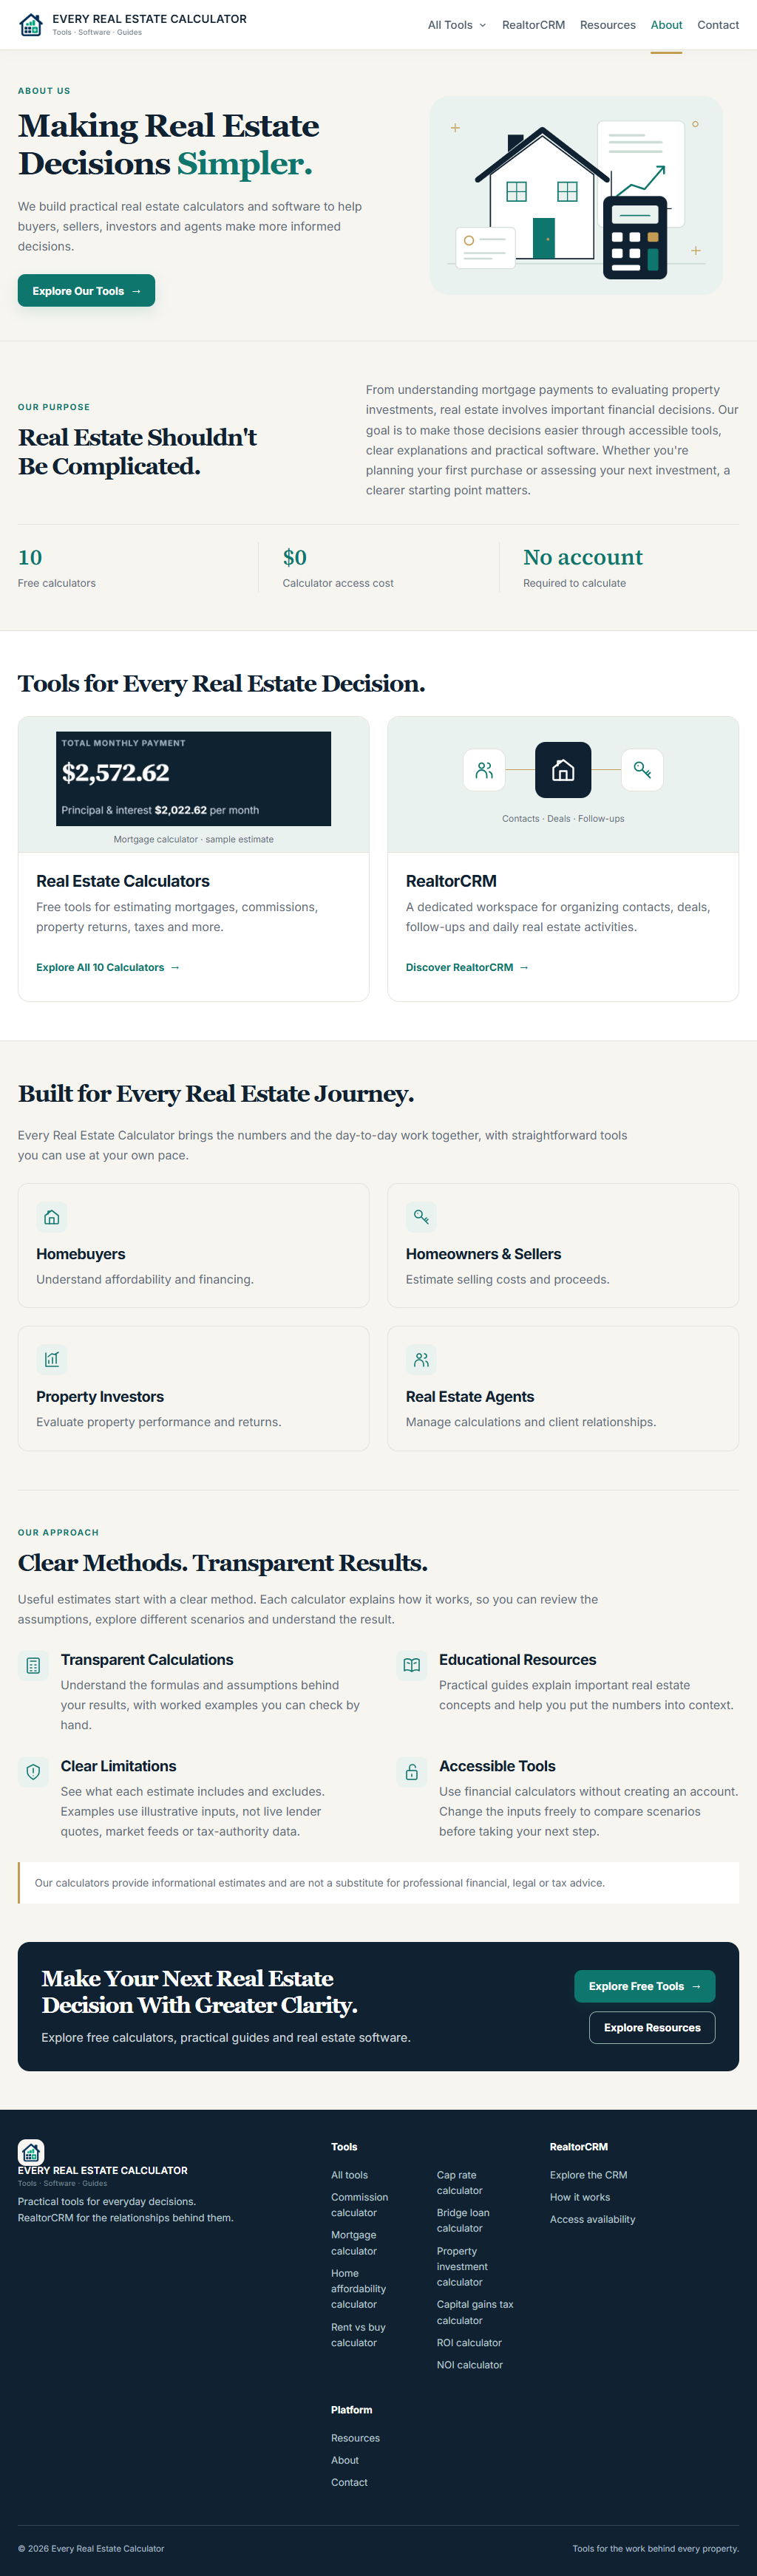 EVERY REAL ESTATE CALCULATOR
Tools · Software · Guides
All Tools
RealtorCRM
Resources
About
Contact
ABOUT US
Making Real Estate
Decisions Simpler.
We build practical real estate calculators and software to help
buyers, sellers, investors and agents make more informed
decisions.
Explore Our Tools →
OUR PURPOSE
Real Estate Shouldn't
Be Complicated.
From understanding mortgage payments to evaluating property
investments, real estate involves important financial decisions. Our
goal is to make those decisions easier through accessible tools,
clear explanations and practical software. Whether you're
planning your first purchase or assessing your next investment, a
clearer starting point matters.
10
Free calculators
$0
Calculator access cost
No account
Required to calculate
Tools for Every Real Estate Decision.
TOTAL MONTHLY PAYMENT
$2,572.62
Principal & interest $2,022.62 per month
Mortgage calculator · sample estimate
Real Estate Calculators
Free tools for estimating mortgages, commissions,
property returns, taxes and more.
Explore All 10 Calculators →
Contacts · Deals · Follow-ups
RealtorCRM
A dedicated workspace for organizing contacts, deals,
follow-ups and daily real estate activities.
Discover RealtorCRM →
Built for Every Real Estate Journey.
Every Real Estate Calculator brings the numbers and the day-to-day work together, with straightforward tools
you can use at your own pace.
Homebuyers
Understand affordability and financing.
Homeowners & Sellers
Estimate selling costs and proceeds.
Property Investors
Evaluate property performance and returns.
Real Estate Agents
Manage calculations and client relationships.
OUR APPROACH
Clear Methods. Transparent Results.
Useful estimates start with a clear method. Each calculator explains how it works, so you can review the
assumptions, explore different scenarios and understand the result.
Transparent Calculations
Understand the formulas and assumptions behind
your results, with worked examples you can check by
hand.
Educational Resources
Practical guides explain important real estate
concepts and help you put the numbers into context.
Clear Limitations
See what each estimate includes and excludes.
Examples use illustrative inputs, not live lender
quotes, market feeds or tax-authority data.
Accessible Tools
Use financial calculators without creating an account.
Change the inputs freely to compare scenarios
before taking your next step.
Our calculators provide informational estimates and are not a substitute for professional financial, legal or tax advice.
Make Your Next Real Estate
Decision With Greater Clarity.
Explore free calculators, practical guides and real estate software.
Explore Free Tools →
Explore Resources
EVERY REAL ESTATE CALCULATOR
Tools · Software · Guides
Practical tools for everyday decisions.
RealtorCRM for the relationships behind them.
Tools
All tools
Commission
calculator
Mortgage
calculator
Home
affordability
calculator
Rent vs buy
calculator
Cap rate
calculator
Bridge loan
calculator
Property
investment
calculator
Capital gains tax
calculator
ROI calculator
NOI calculator
RealtorCRM
Explore the CRM
How it works
Access availability
Platform
Resources
About
Contact
© 2026 Every Real Estate Calculator
Tools for the work behind every property.